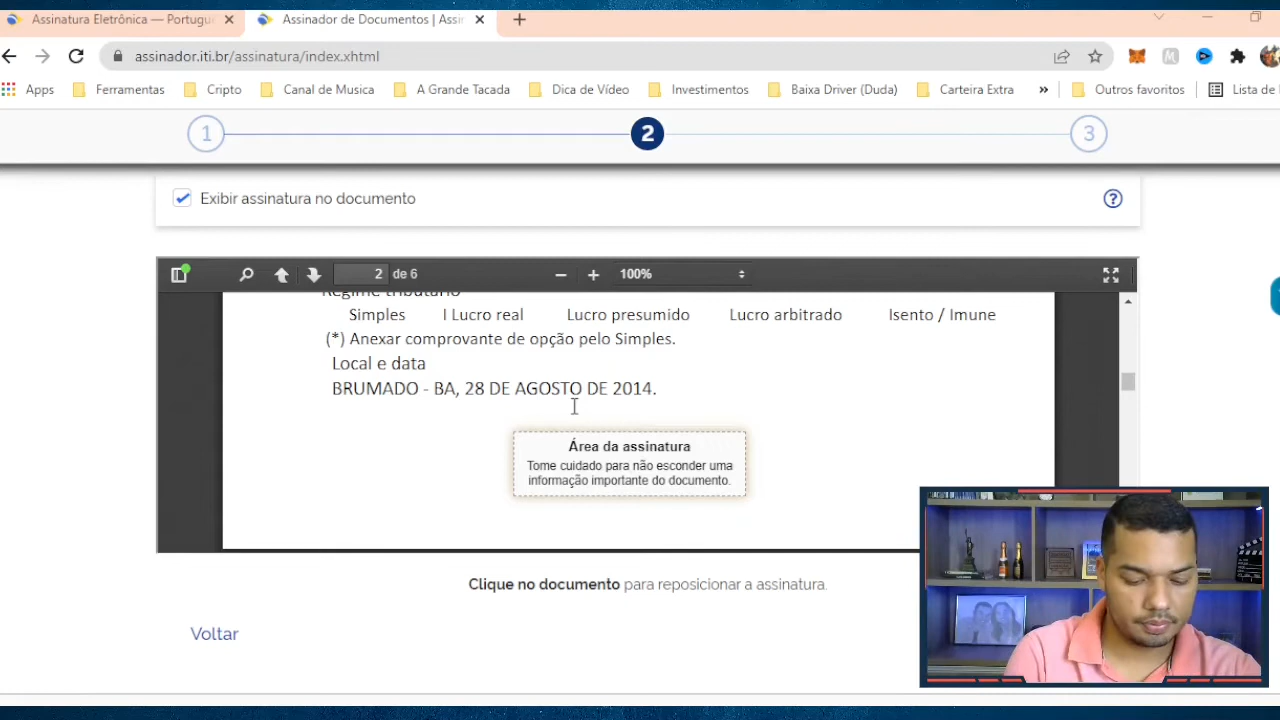 Assinatura Eletrônica — Portugu
Assinador de Documentos | Assi
assinador.iti.br/assinatura/index.xhtml
Apps
Ferramentas
Cripto
Canal de Musica
A Grande Tacada
Dica de Vídeo
Investimentos
Baixa Driver (Duda)
Carteira Extra
»
Outros favoritos
Lista de
1
2
3
Exibir assinatura no documento
2 de 6
100%
Regime tributário
Simples I Lucro real Lucro presumido Lucro arbitrado Isento / Imune
(*) Anexar comprovante de opção pelo Simples.
Local e data
BRUMADO - BA, 28 DE AGOSTO DE 2014.
Área da assinatura
Tome cuidado para não esconder uma
informação importante do documento.
Clique no documento para reposicionar a assinatura.
Voltar